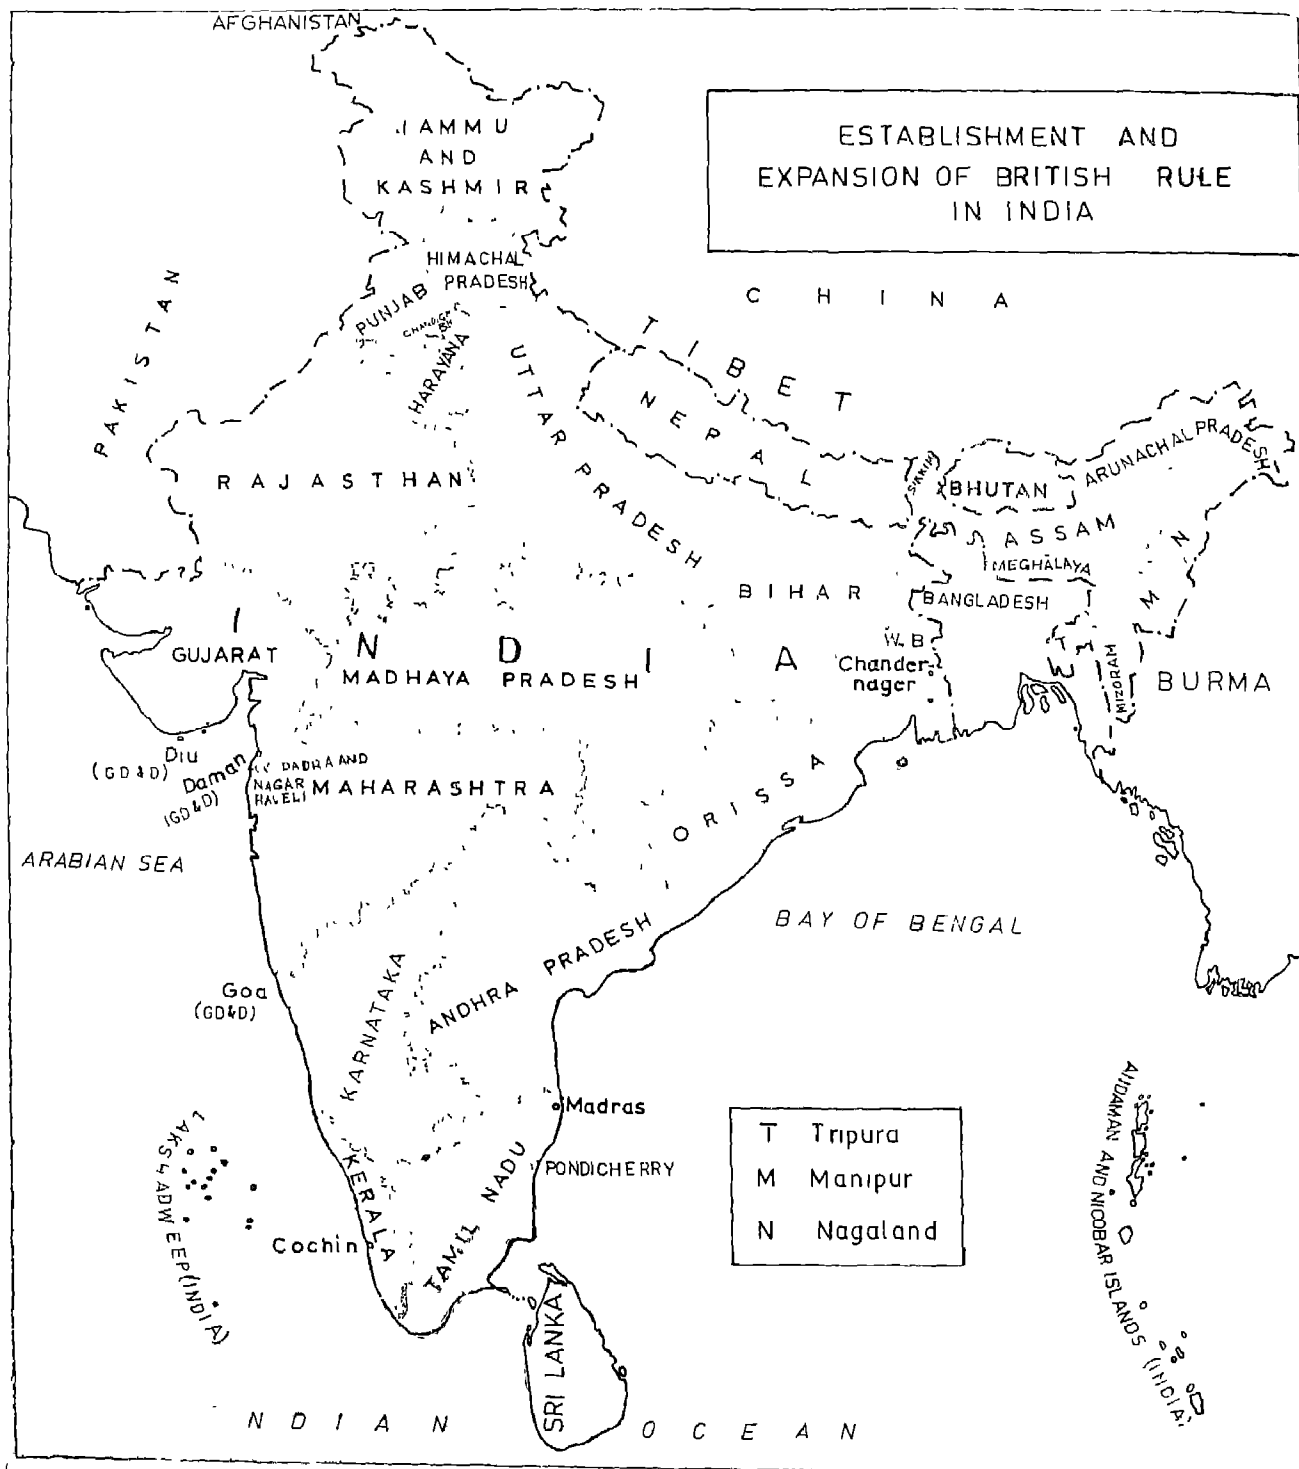 AFGHANISTAN
JAMMU
AND
KASHMIR
ESTABLISHMENT AND
EXPANSION OF BRITISH RULE
IN INDIA
HIMACHAL
PRADESH
CHINA
PAKISTAN
PUNJAB
HARAYANA
TIBET
NEPAL
UTTAR PRADESH
RAJASTHAN
SIKKIM
BHUTAN
ARUNACHAL PRADESH
ASSAM
MEGHALAYA
N
M
BIHAR
BANGLADESH
INDIA
GUJARAT
MADHAYA PRADESH
W.B
Chander-
nager
T
MIZORAM
BURMA
Diu
(GD&D)
Daman
(GD&D)
DADRA AND
NAGAR
HAVELI
MAHARASHTRA
ORISSA
ARABIAN SEA
BAY OF BENGAL
Goa
(GD&D)
KARNATAKA
ANDHRA PRADESH
Madras
PONDICHERRY
KERALA
TAMIL NADU
Cochin
LAKSHADWEEP (INDIA)
T Tripura
M Manipur
N Nagaland
ANDAMAN AND NICOBAR ISLANDS (INDIA)
SRI LANKA
NDIAN OCEAN